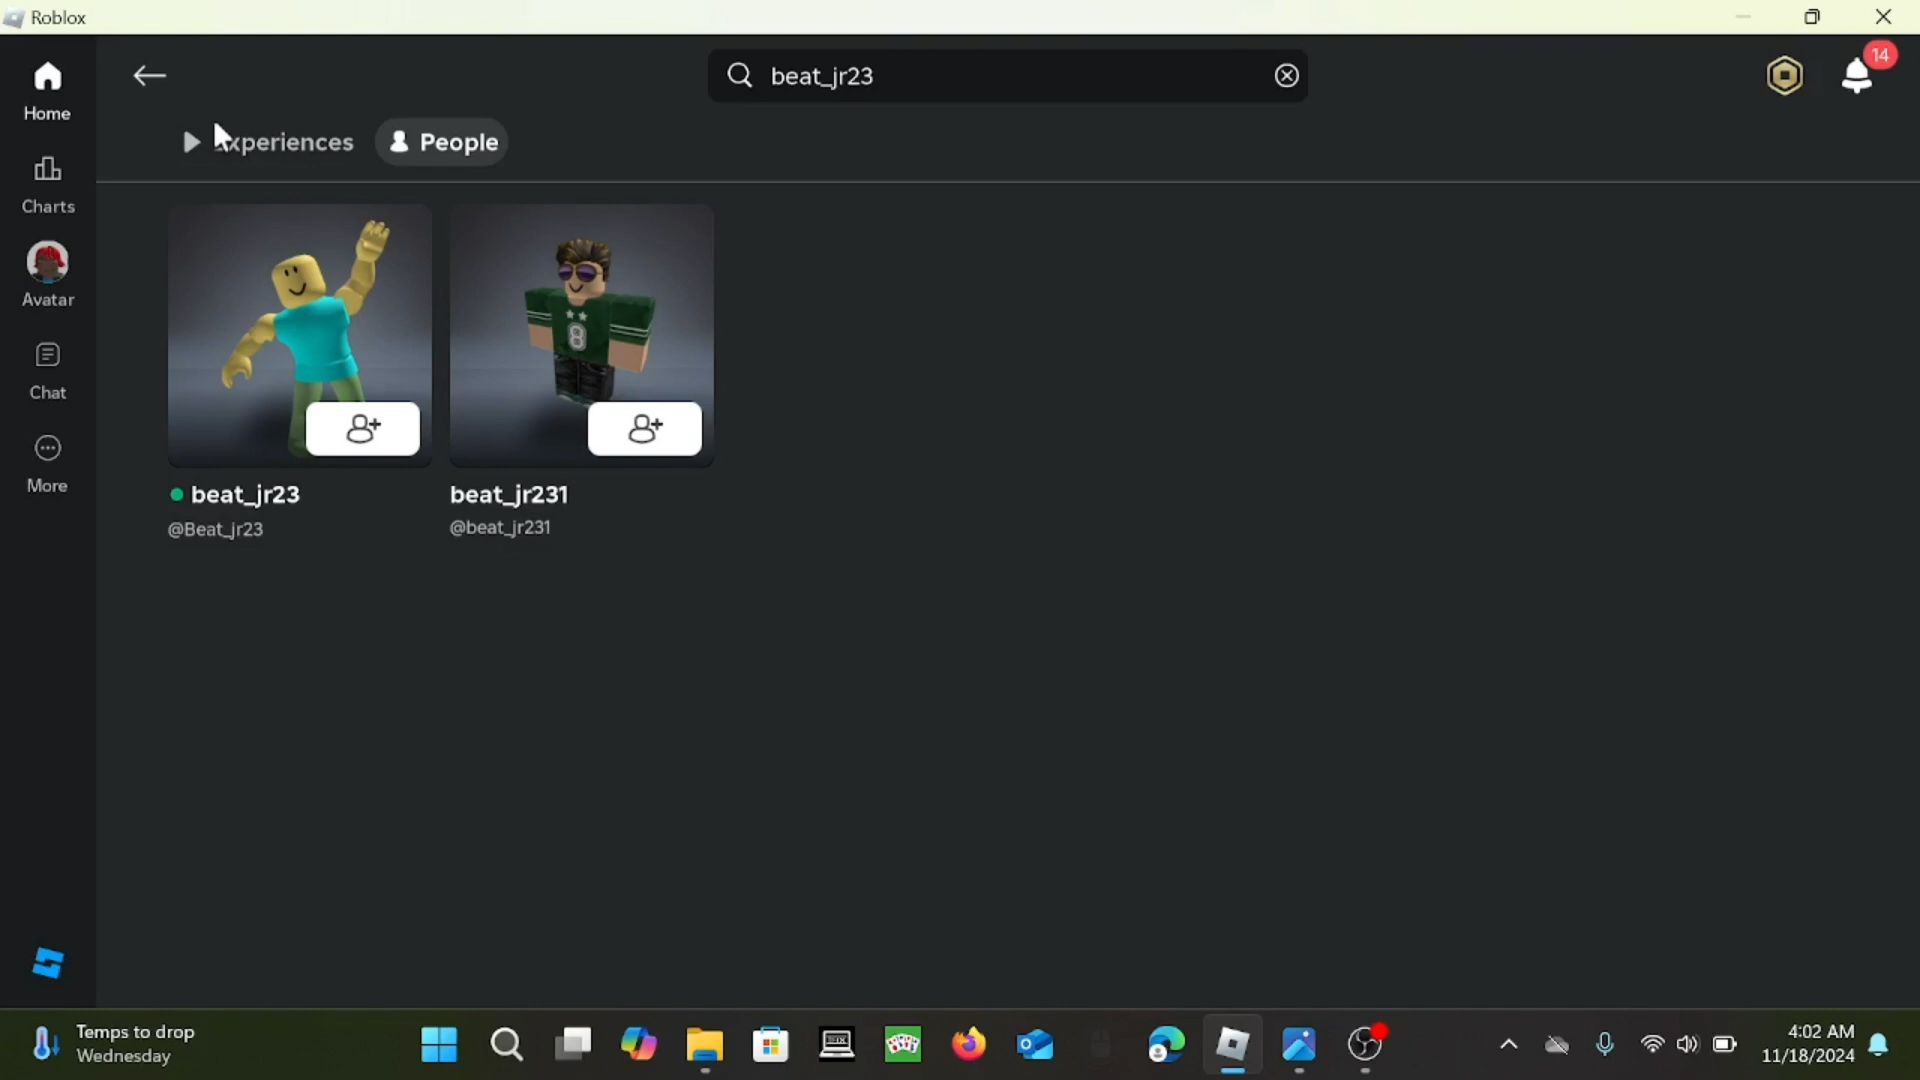 Roblox
beat_jr23
14
Home
Experiences
People
Charts
Avatar
8
Chat
More
beat_jr23
beat_jr231
@Beat_jr23
@beat_jr231
Temps to drop
Wednesday
4:02 AM
11/18/2024